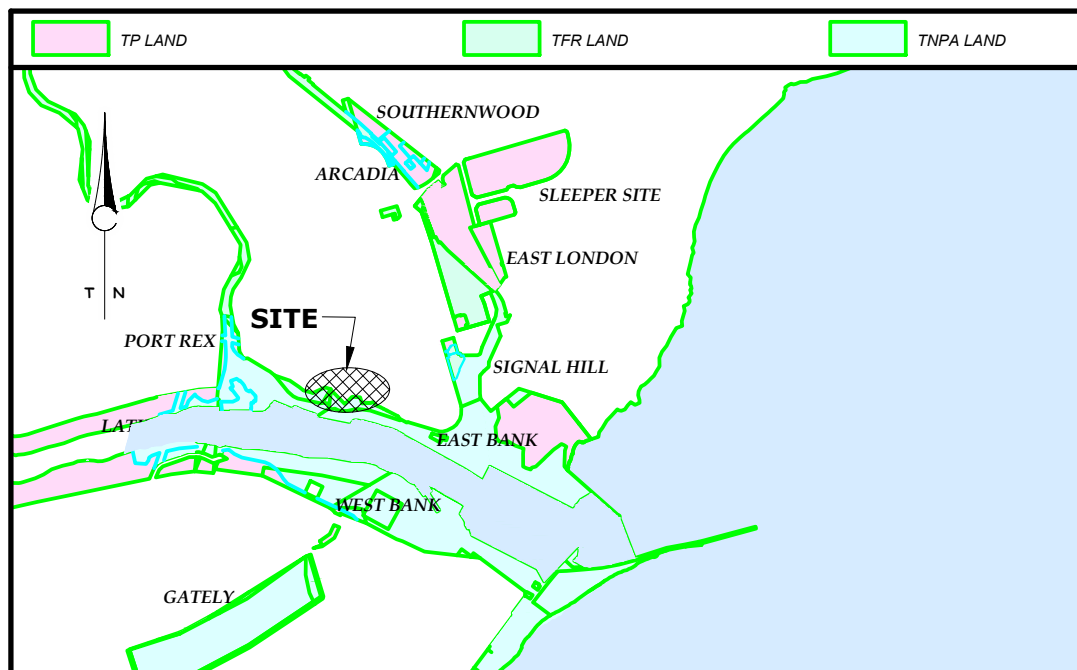 TP LAND
TFR LAND
TNPA LAND
SOUTHERNWOOD
ARCADIA
SLEEPER SITE
EAST LONDON
T N
SITE
PORT REX
SIGNAL HILL
EAST BANK
WEST BANK
GATELY